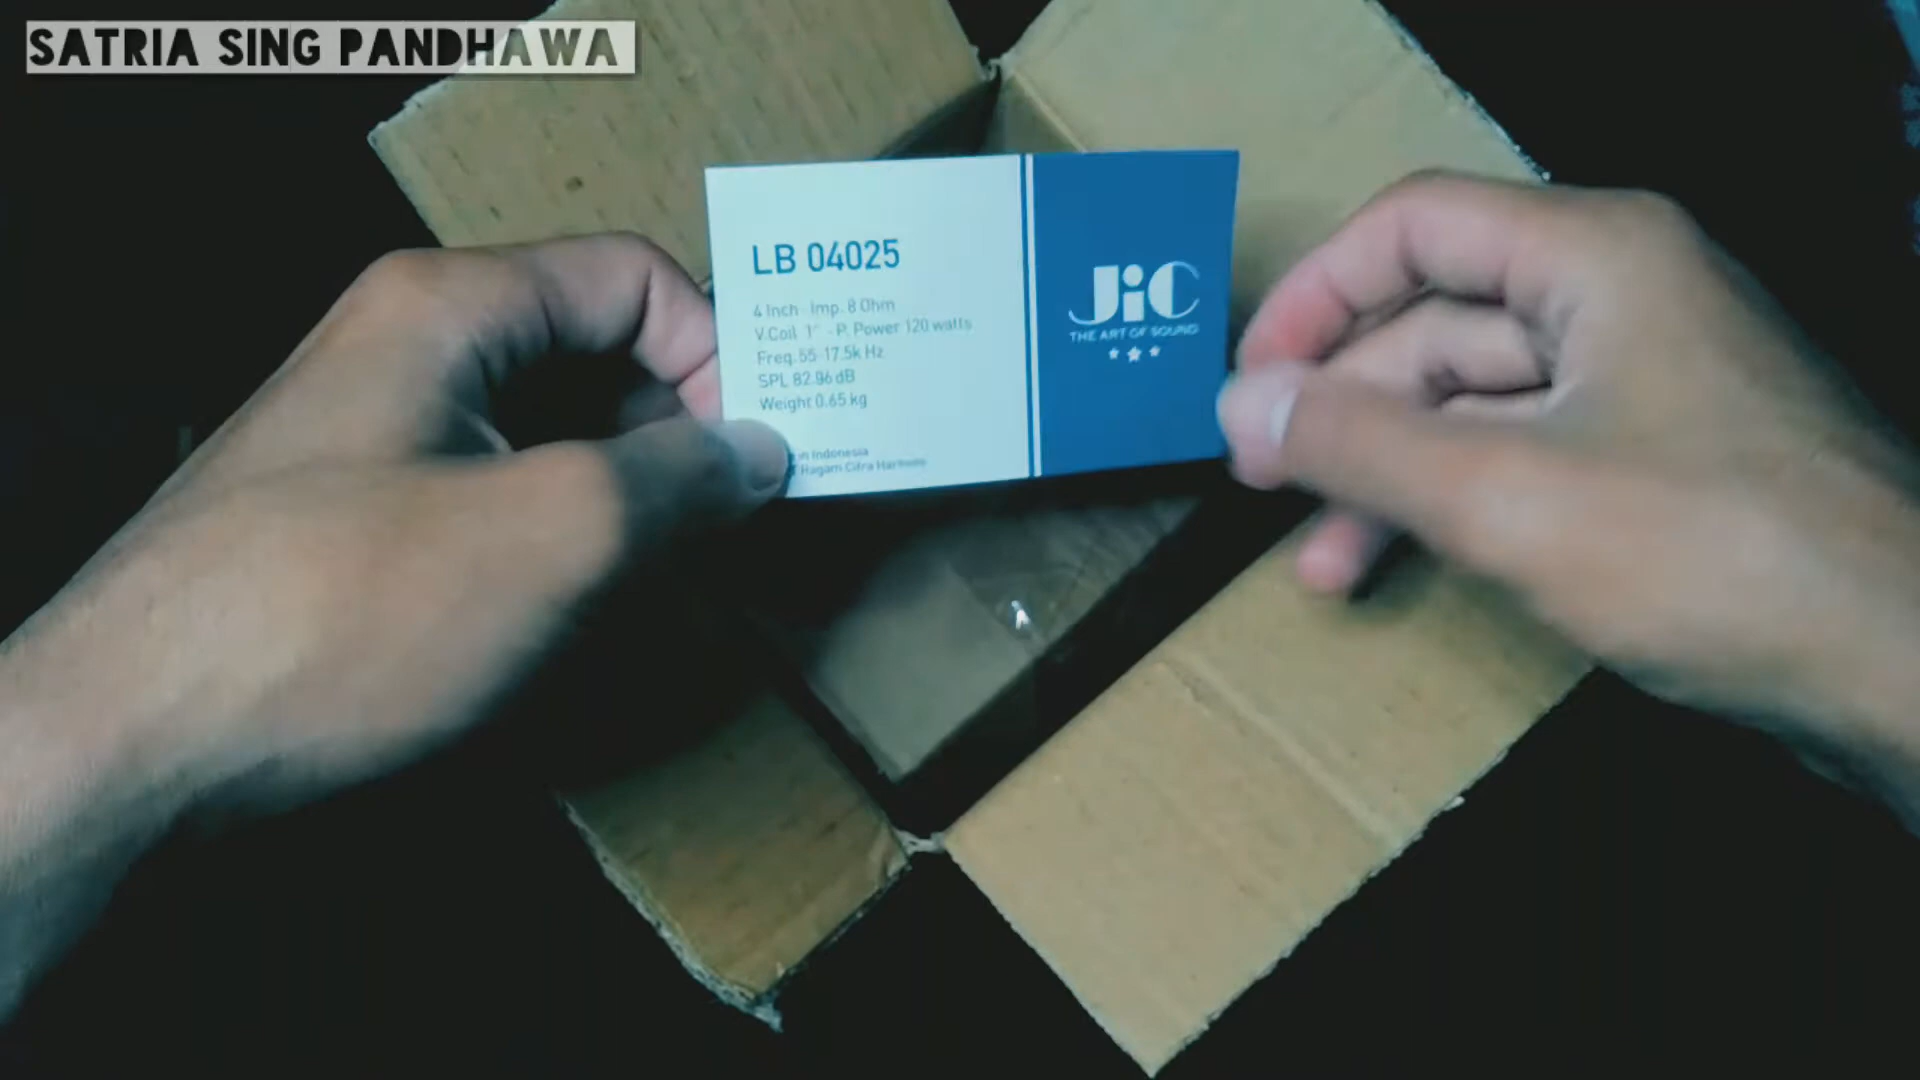 SATRIA SING PANDHAWA
LB 04025
4 Inch - Imp. 8 Ohm
V.Coil 1" - P. Power 120 watts
Freq. 55-17.5k Hz
SPL 82.96 dB
Weight 0.65 kg
in Indonesia
Ragam Citra Harmoni
JiC
THE ART OF SOUND